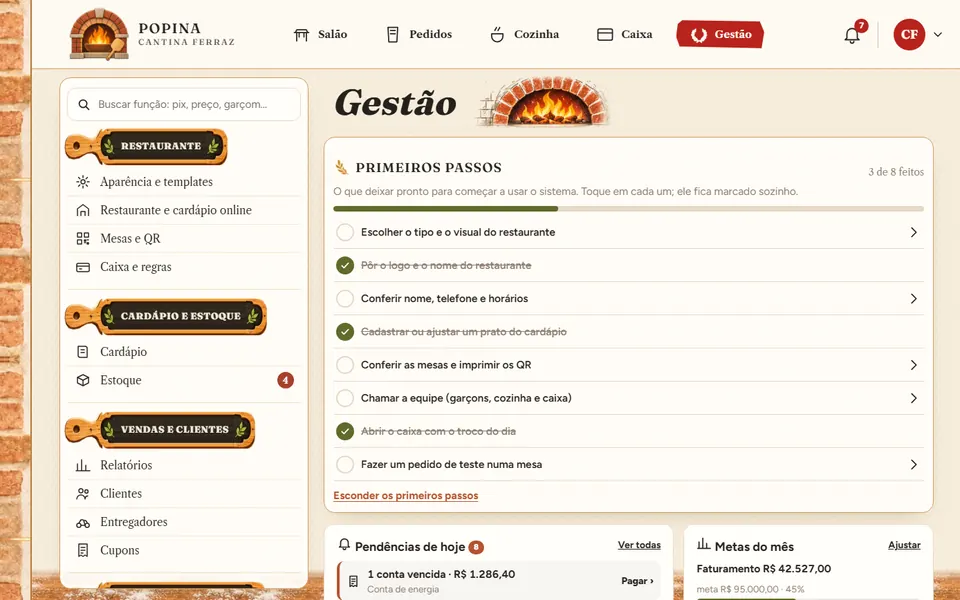 POPINA
CANTINA FERRAZ
Salão
Pedidos
Cozinha
Caixa
Gestão
7
CF
Buscar função: pix, preço, garçom...
RESTAURANTE
Aparência e templates
Restaurante e cardápio online
Mesas e QR
Caixa e regras
CARDÁPIO E ESTOQUE
Cardápio
Estoque
4
VENDAS E CLIENTES
Relatórios
Clientes
Entregadores
Cupons
Gestão
PRIMEIROS PASSOS
3 de 8 feitos
O que deixar pronto para começar a usar o sistema. Toque em cada um; ele fica marcado sozinho.
Escolher o tipo e o visual do restaurante
Pôr o logo e o nome do restaurante
Conferir nome, telefone e horários
Cadastrar ou ajustar um prato do cardápio
Conferir as mesas e imprimir os QR
Chamar a equipe (garçons, cozinha e caixa)
Abrir o caixa com o troco do dia
Fazer um pedido de teste numa mesa
Esconder os primeiros passos
Pendências de hoje 8
Ver todas
1 conta vencida · R$ 1.286,40
Conta de energia
Pagar ›
Metas do mês
Ajustar
Faturamento R$ 42.527,00
meta R$ 95.000,00 · 45%